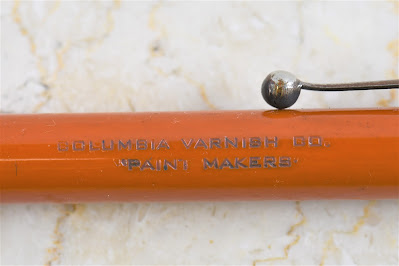 COLUMBIA VARNISH CO.
"PAINT MAKERS"